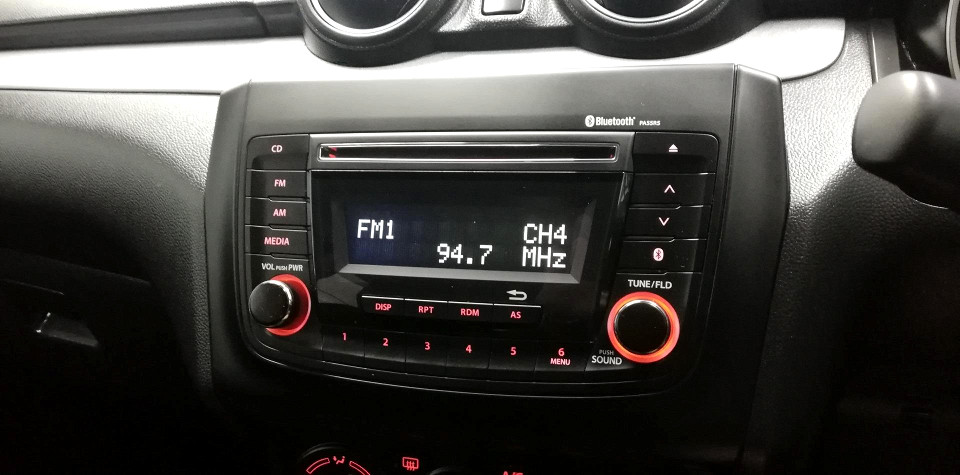 Bluetooth PA5SRS
CD
FM
AM
MEDIA
VOL PUSH PWR
FM1 CH4
94.7 MHz
DISP RPT RDM AS
1 2 3 4 5 6
MENU
TUNE/FLD
PUSH
SOUND